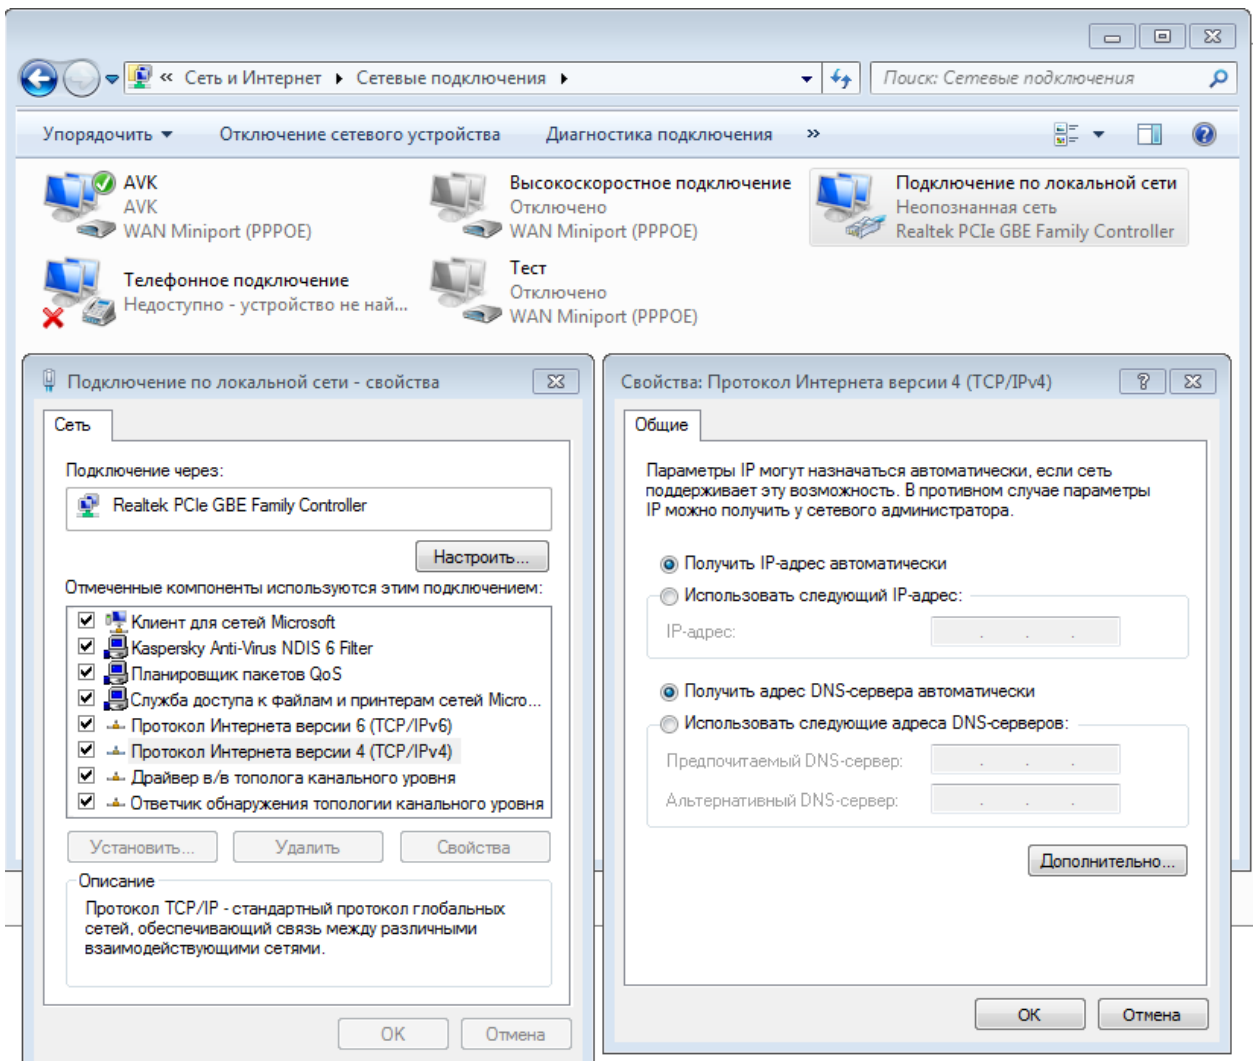 « Сеть и Интернет Сетевые подключения
Поиск: Сетевые подключения
Упорядочить Отключение сетевого устройства Диагностика подключения »
AVK
AVK
WAN Miniport (PPPOE)
Высокоскоростное подключение
Отключено
WAN Miniport (PPPOE)
Подключение по локальной сети
Неопознанная сеть
Realtek PCIe GBE Family Controller
Телефонное подключение
Недоступно - устройство не най...
Тест
Отключено
WAN Miniport (PPPOE)
Подключение по локальной сети - свойства
Сеть
Подключение через:
Realtek PCIe GBE Family Controller
Настроить...
Отмеченные компоненты используются этим подключением:
Клиент для сетей Microsoft
Kaspersky Anti-Virus NDIS 6 Filter
Планировщик пакетов QoS
Служба доступа к файлам и принтерам сетей Micro...
Протокол Интернета версии 6 (TCP/IPv6)
Протокол Интернета версии 4 (TCP/IPv4)
Драйвер в/в тополога канального уровня
Ответчик обнаружения топологии канального уровня
Установить... Удалить Свойства
Описание
Протокол TCP/IP - стандартный протокол глобальных
сетей, обеспечивающий связь между различными
взаимодействующими сетями.
ОК Отмена
Свойства: Протокол Интернета версии 4 (TCP/IPv4)
Общие
Параметры IP могут назначаться автоматически, если сеть
поддерживает эту возможность. В противном случае параметры
IP можно получить у сетевого администратора.
Получить IP-адрес автоматически
Использовать следующий IP-адрес:
IP-адрес:
Получить адрес DNS-сервера автоматически
Использовать следующие адреса DNS-серверов:
Предпочитаемый DNS-сервер:
Альтернативный DNS-сервер:
Дополнительно...
ОК Отмена